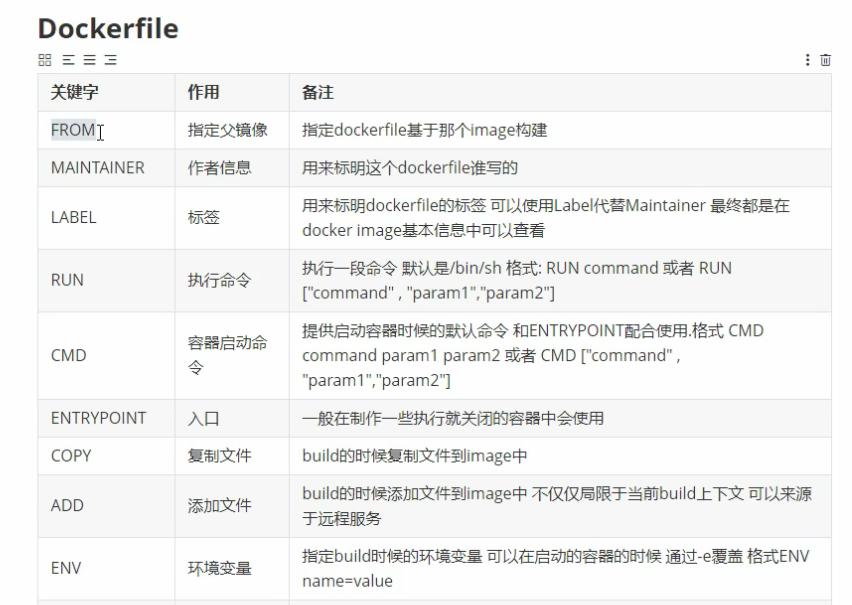 Dockerfile
关键字 作用 备注
FROM 指定父镜像 指定dockerfile基于那个image构建
MAINTAINER 作者信息 用来标明这个dockerfile谁写的
LABEL 标签 用来标明dockerfile的标签 可以使用Label代替Maintainer 最终都是在
docker image基本信息中可以查看
RUN 执行命令 执行一段命令 默认是/bin/sh 格式: RUN command 或者 RUN
["command" , "param1","param2"]
CMD 容器启动命
令 提供启动容器时候的默认命令 和ENTRYPOINT配合使用.格式 CMD
command param1 param2 或者 CMD ["command" ,
"param1","param2"]
ENTRYPOINT 入口 一般在制作一些执行就关闭的容器中会使用
COPY 复制文件 build的时候复制文件到image中
ADD 添加文件 build的时候添加文件到image中 不仅仅局限于当前build上下文 可以来源
于远程服务
ENV 环境变量 指定build时候的环境变量 可以在启动的容器的时候 通过-e覆盖 格式ENV
name=value